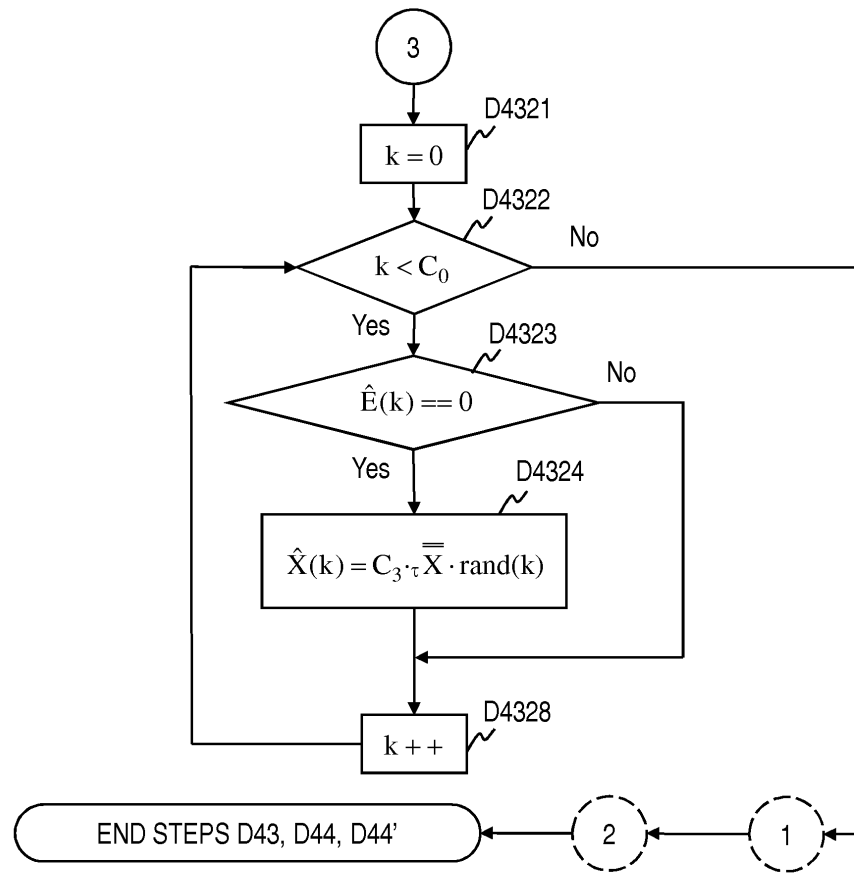 3
D4321
k = 0
D4322
k < C₀
No
Yes
D4323
Ê(k) == 0
No
Yes
D4324
X̂(k) = C₃·τX̿·rand(k)
D4328
k + +
END STEPS D43, D44, D44'
2
1